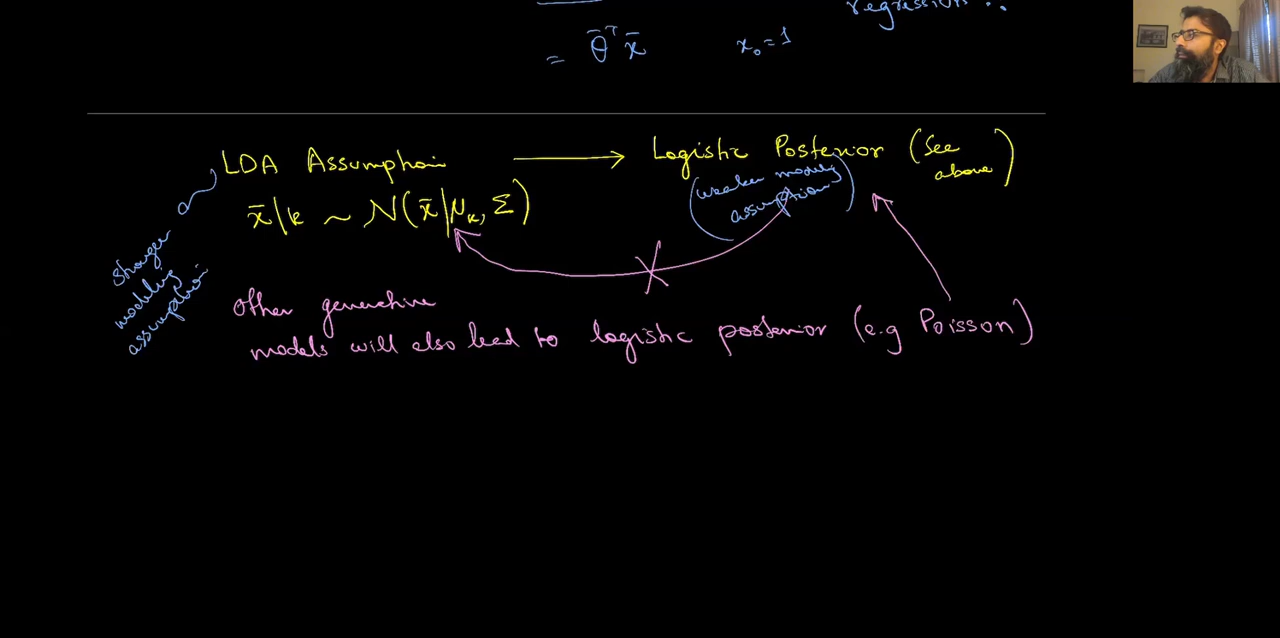 regression ..
= θ̄ᵀ x̄ x₀ = 1
LDA Assumption → Logistic Posterior (See above)
x̄|k ~ N(x̄|μₖ, Σ)
(weaker modeling assumption)
stronger modeling assumption
Other generative
models will also lead to logistic posterior (e.g Poisson)